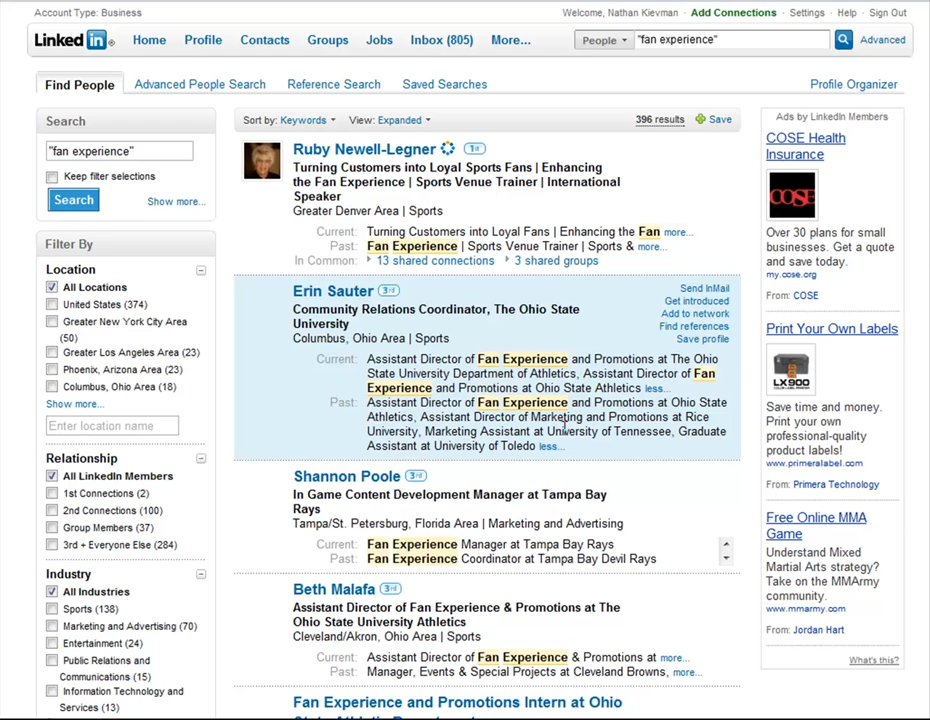 Account Type: Business
Welcome, Nathan Kievman. Add Connections Settings Help Sign Out
Linked in ® Home Profile Contacts Groups Jobs Inbox (805) More... People "fan experience" Advanced
Find People Advanced People Search Reference Search Saved Searches Profile Organizer
Search
"fan experience"
Keep filter selections
Search Show more...
Filter By
Location
All Locations
United States (374)
Greater New York City Area
(50)
Greater Los Angeles Area (23)
Phoenix, Arizona Area (23)
Columbus, Ohio Area (18)
Show more...
Enter location name
Relationship
All LinkedIn Members
1st Connections (2)
2nd Connections (100)
Group Members (37)
3rd + Everyone Else (284)
Industry
All Industries
Sports (138)
Marketing and Advertising (70)
Entertainment (24)
Public Relations and
Communications (15)
Information Technology and
Services (13)
Sort by: Keywords View: Expanded 396 results Save
Ruby Newell-Legner 1st
Turning Customers into Loyal Sports Fans | Enhancing
the Fan Experience | Sports Venue Trainer | International
Speaker
Greater Denver Area | Sports
Current: Turning Customers into Loyal Fans | Enhancing the Fan more...
Past: Fan Experience | Sports Venue Trainer | Sports & more...
In Common: 13 shared connections 3 shared groups
Erin Sauter 3rd
Community Relations Coordinator, The Ohio State
University
Columbus, Ohio Area | Sports
Send InMail
Get introduced
Add to network
Find references
Save profile
Current: Assistant Director of Fan Experience and Promotions at The Ohio
State University Department of Athletics, Assistant Director of Fan
Experience and Promotions at Ohio State Athletics less...
Past: Assistant Director of Fan Experience and Promotions at Ohio State
Athletics, Assistant Director of Marketing and Promotions at Rice
University, Marketing Assistant at University of Tennessee, Graduate
Assistant at University of Toledo less...
Shannon Poole 3rd
In Game Content Development Manager at Tampa Bay
Rays
Tampa/St. Petersburg, Florida Area | Marketing and Advertising
Current: Fan Experience Manager at Tampa Bay Rays
Past: Fan Experience Coordinator at Tampa Bay Devil Rays
Beth Malafa 3rd
Assistant Director of Fan Experience & Promotions at The
Ohio State University Athletics
Cleveland/Akron, Ohio Area | Sports
Current: Assistant Director of Fan Experience & Promotions at more...
Past: Manager, Events & Special Projects at Cleveland Browns, more...
Fan Experience and Promotions Intern at Ohio
State Athletic Department
Ads by LinkedIn Members
COSE Health
Insurance
COSE
Over 30 plans for small
businesses. Get a quote
and save today.
my.cose.org
From: COSE
Print Your Own Labels
LX900
Save time and money.
Print your own
professional-quality
product labels!
www.primeralabel.com
From: Primera Technology
Free Online MMA
Game
Understand Mixed
Martial Arts strategy?
Take on the MMArmy
community.
www.mmarmy.com
From: Jordan Hart
What's this?